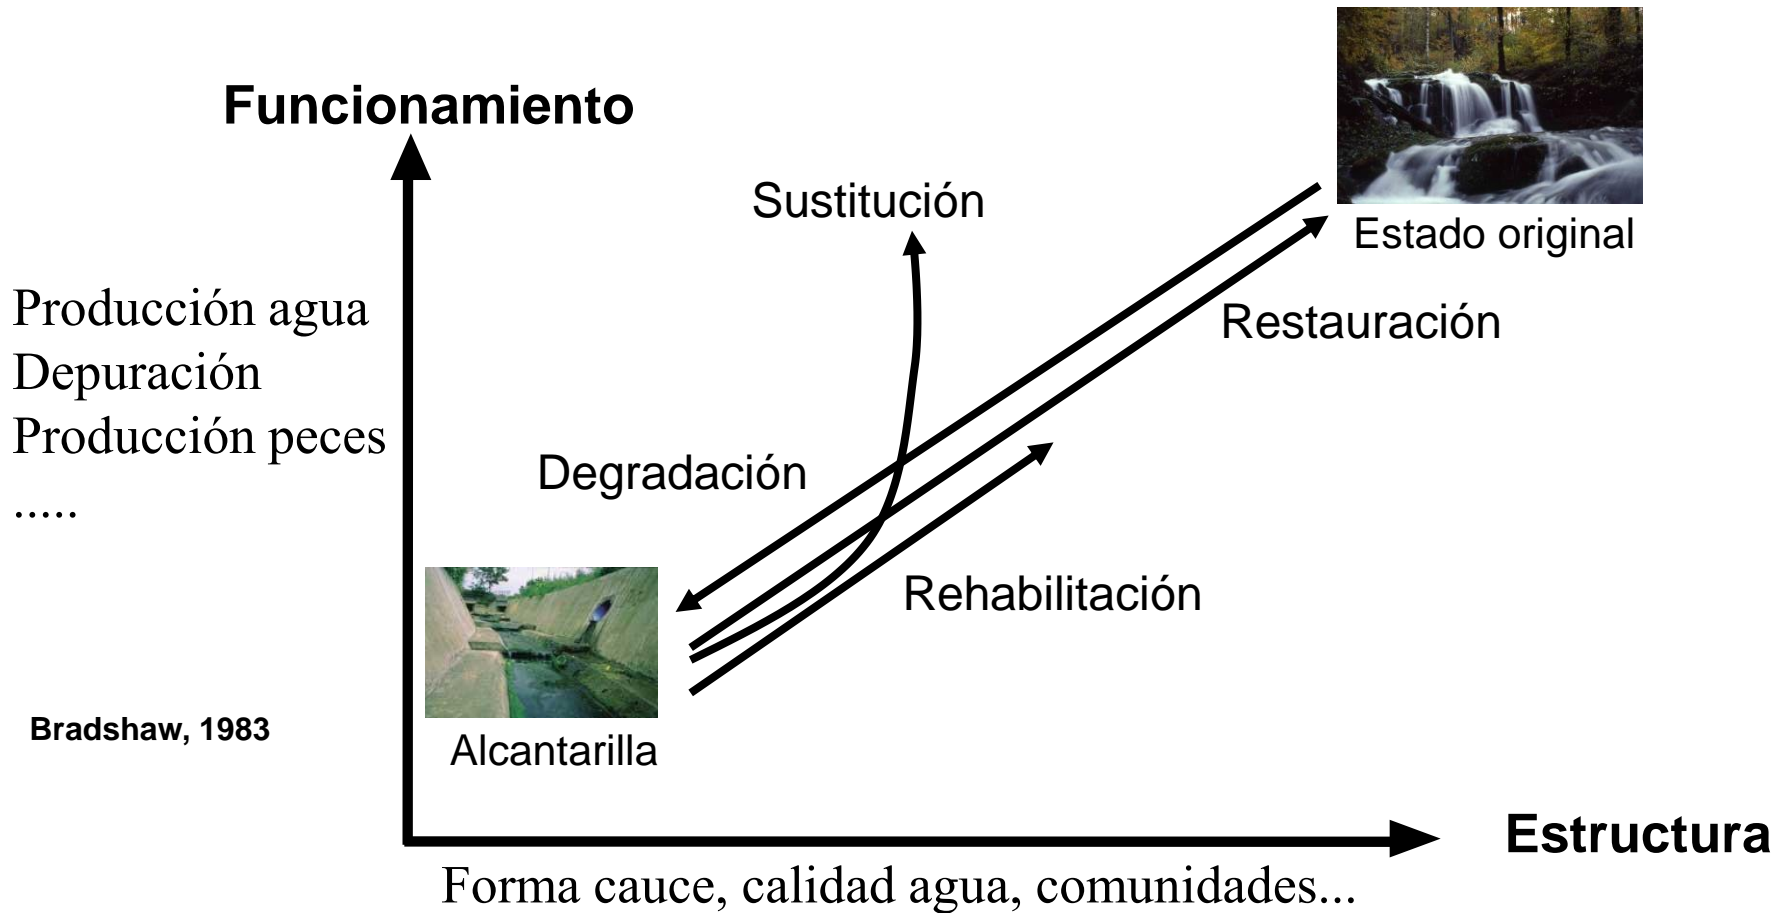 Funcionamiento
Sustitución
Estado original
Producción agua
Depuración
Producción peces
.....
Restauración
Degradación
Rehabilitación
Bradshaw, 1983
Alcantarilla
Estructura
Forma cauce, calidad agua, comunidades...